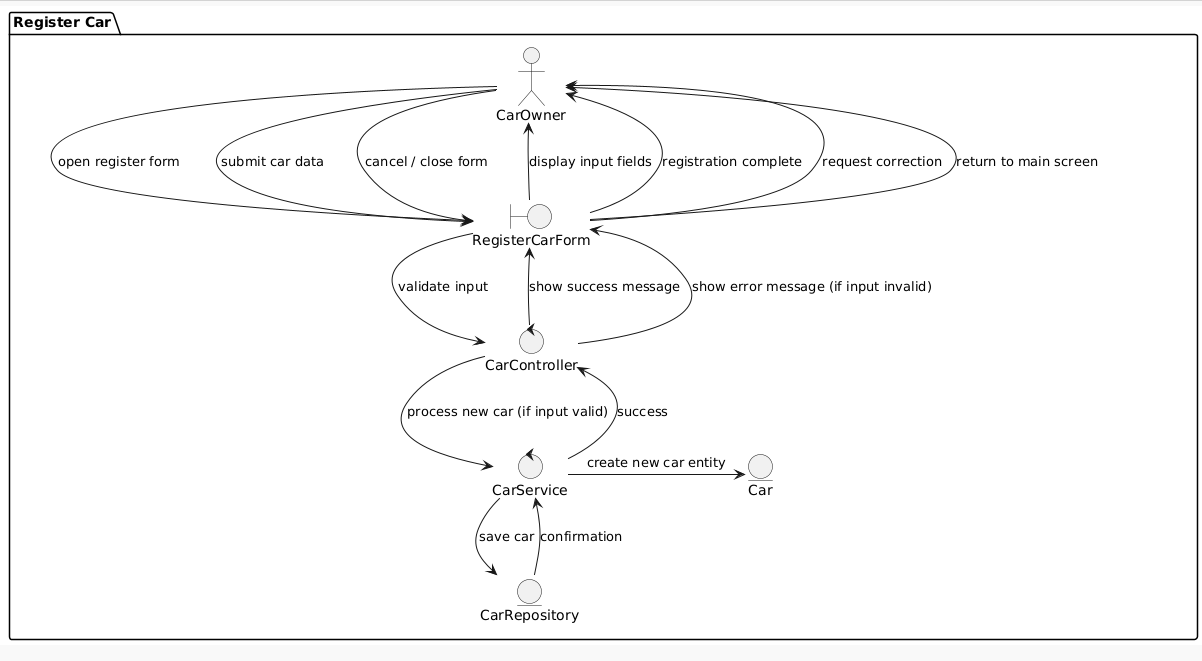 Register Car
CarOwner
open register form
submit car data
cancel / close form
display input fields
registration complete
request correction
return to main screen
RegisterCarForm
validate input
show success message
show error message (if input invalid)
CarController
process new car (if input valid)
success
create new car entity
CarService
Car
save car
confirmation
CarRepository